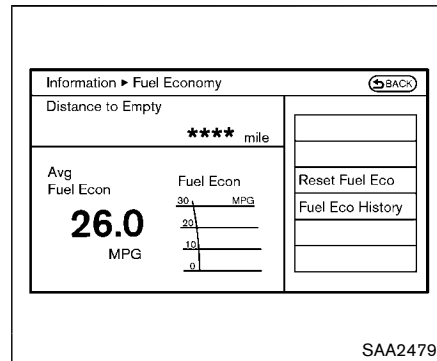 Information ▶ Fuel Economy
BACK
Distance to Empty
**** mile
Avg
Fuel Econ
26.0
MPG
Fuel Econ
30 MPG
20
10
0
Reset Fuel Eco
Fuel Eco History
SAA2479